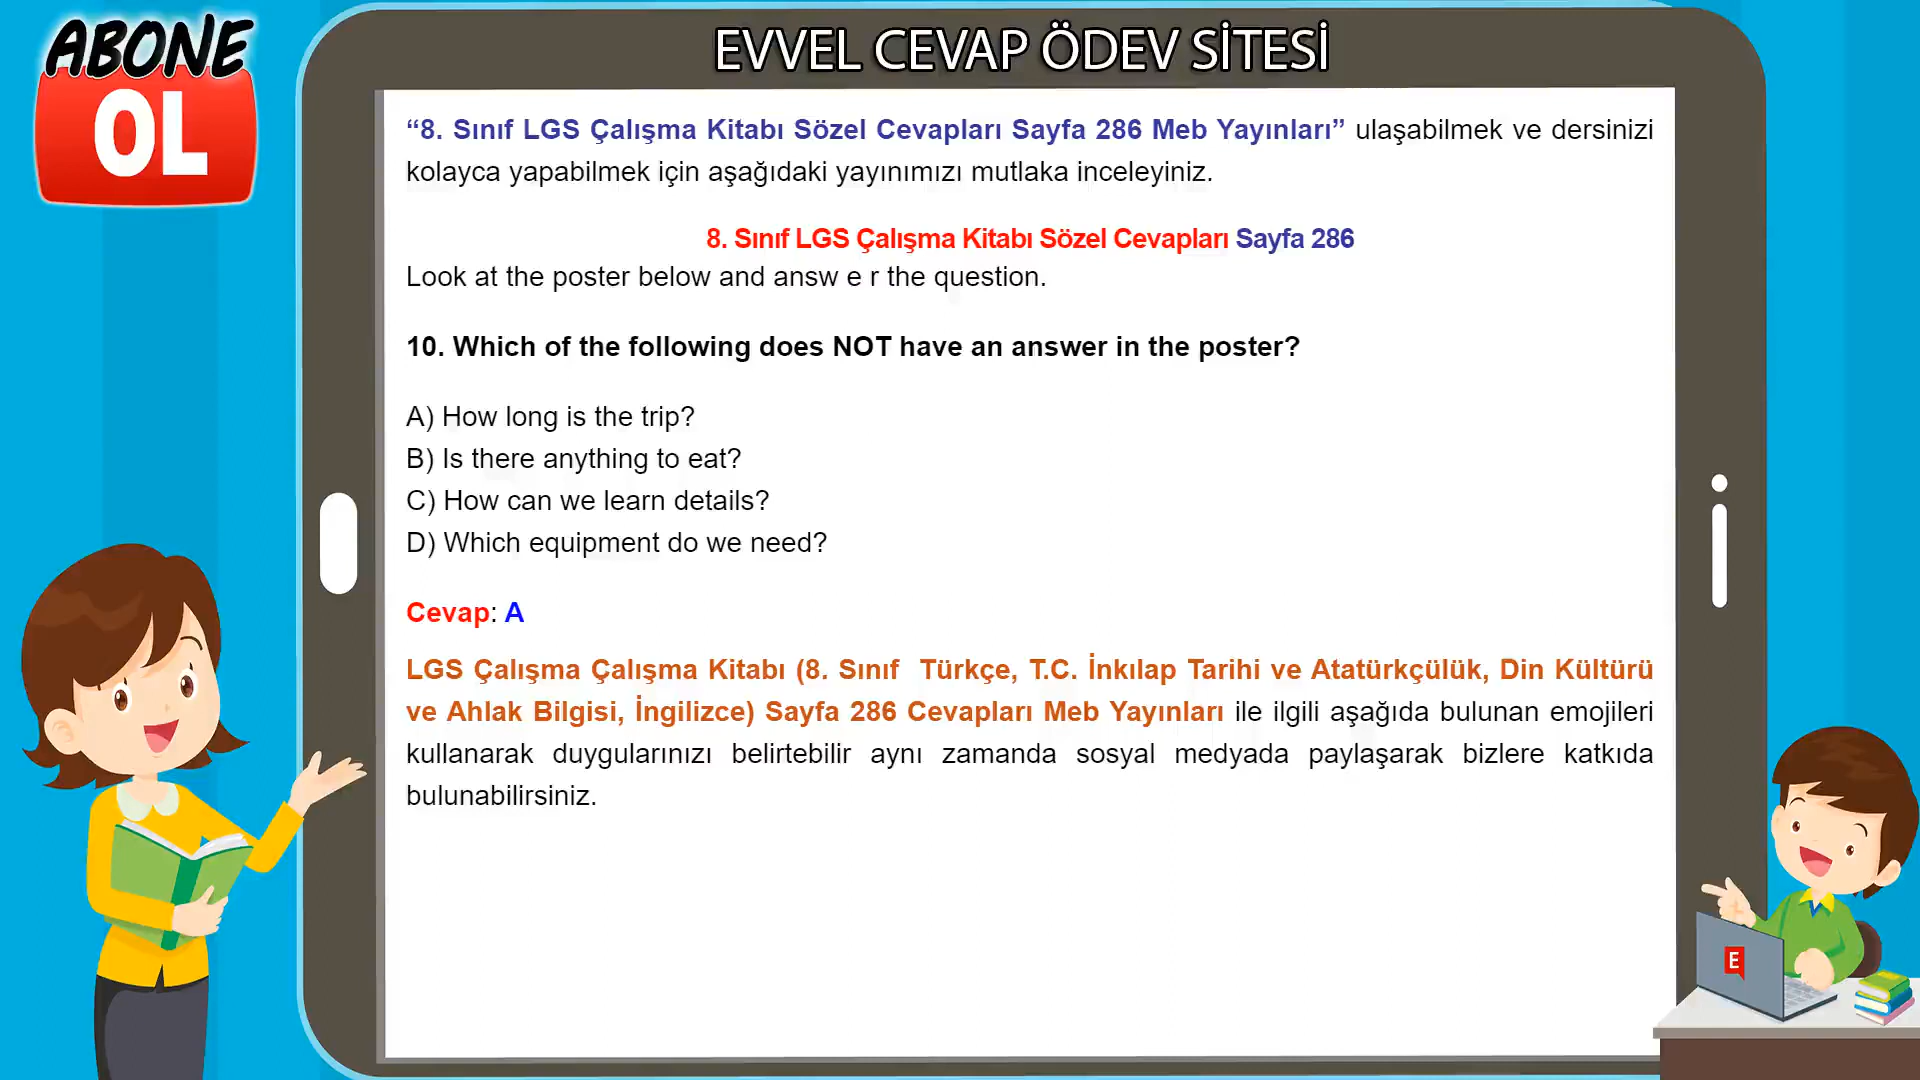 ABONE
OL
EVVEL CEVAP ÖDEV SİTESİ
“8. Sınıf LGS Çalışma Kitabı Sözel Cevapları Sayfa 286 Meb Yayınları” ulaşabilmek ve dersinizi
kolayca yapabilmek için aşağıdaki yayınımızı mutlaka inceleyiniz.
8. Sınıf LGS Çalışma Kitabı Sözel Cevapları Sayfa 286
Look at the poster below and answ e r the question.
10. Which of the following does NOT have an answer in the poster?
A) How long is the trip?
B) Is there anything to eat?
C) How can we learn details?
D) Which equipment do we need?
Cevap: A
LGS Çalışma Çalışma Kitabı (8. Sınıf  Türkçe, T.C. İnkılap Tarihi ve Atatürkçülük, Din Kültürü
ve Ahlak Bilgisi, İngilizce) Sayfa 286 Cevapları Meb Yayınları ile ilgili aşağıda bulunan emojileri
kullanarak duygularınızı belirtebilir aynı zamanda sosyal medyada paylaşarak bizlere katkıda
bulunabilirsiniz.
E